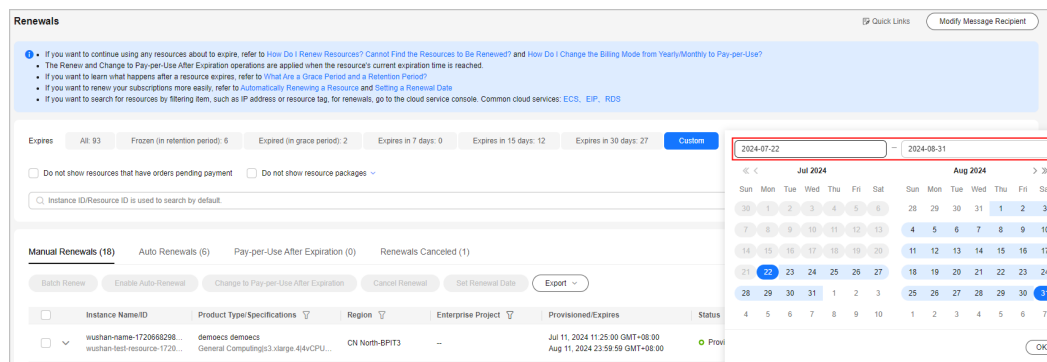 Renewals
Quick Links
Modify Message Recipient
If you want to continue using any resources about to expire, refer to How Do I Renew Resources? Cannot Find the Resources to Be Renewed? and How Do I Change the Billing Mode from Yearly/Monthly to Pay-per-Use?
The Renew and Change to Pay-per-Use After Expiration operations are applied when the resource's current expiration time is reached.
If you want to learn what happens after a resource expires, refer to What Are a Grace Period and a Retention Period?
If you want to renew your subscriptions more easily, refer to Automatically Renewing a Resource and Setting a Renewal Date
If you want to search for resources by filtering item, such as IP address or resource tag, for renewals, go to the cloud service console. Common cloud services: ECS, EIP, RDS
Expires All: 93 Frozen (in retention period): 6 Expired (in grace period): 2 Expires in 7 days: 0 Expires in 15 days: 12 Expires in 30 days: 27 Custom
2024-07-22 – 2024-08-31
Do not show resources that have orders pending payment Do not show resource packages
Instance ID/Resource ID is used to search by default.
« < Jul 2024 Aug 2024 > »
Sun Mon Tue Wed Thu Fri Sat Sun Mon Tue Wed Thu Fri Sa
30 1 2 3 4 5 6 28 29 30 31 1 2 3
7 8 9 10 11 12 13 4 5 6 7 8 9 10
14 15 16 17 18 19 20 11 12 13 14 15 16 17
21 22 23 24 25 26 27 18 19 20 21 22 23 24
28 29 30 31 1 2 3 25 26 27 28 29 30 31
4 5 6 7 8 9 10 1 2 3 4 5 6 7
OK
Manual Renewals (18) Auto Renewals (6) Pay-per-Use After Expiration (0) Renewals Canceled (1)
Batch Renew Enable Auto-Renewal Change to Pay-per-Use After Expiration Cancel Renewal Set Renewal Date Export
Instance Name/ID Product Type/Specifications Region Enterprise Project Provisioned/Expires Status
wushan-name-1720668298... demoecs demoecs CN North-BPIT3 -- Jul 11, 2024 11:25:00 GMT+08:00 Provi
wushan-test-resource-1720... General Computing|s3.xlarge.4|4vCPU... Aug 11, 2024 23:59:59 GMT+08:00